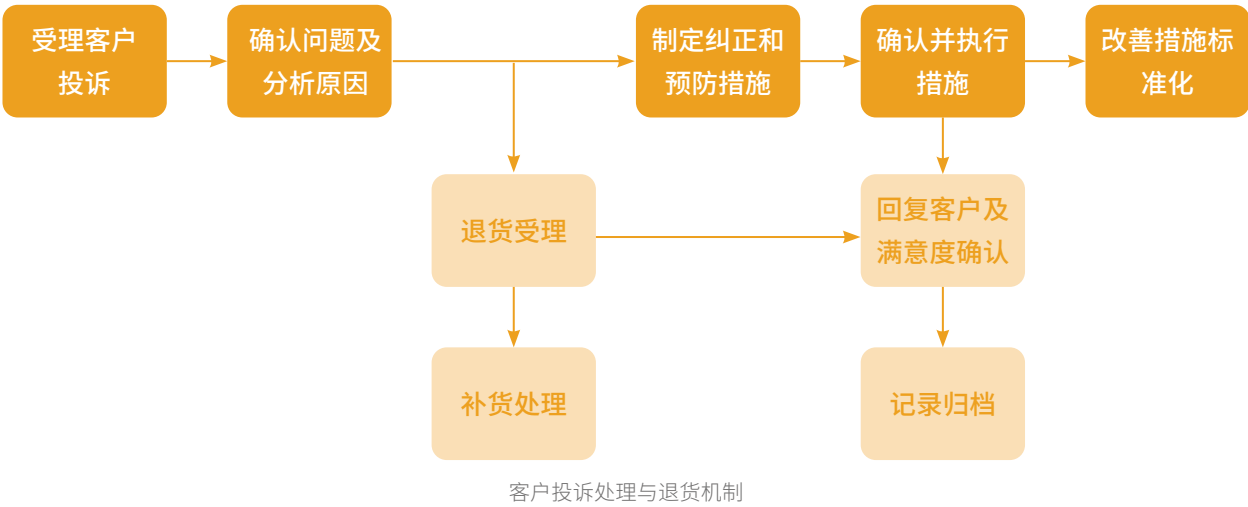 受理客户
投诉
确认问题及
分析原因
制定纠正和
预防措施
确认并执行
措施
改善措施标
准化
退货受理
回复客户及
满意度确认
补货处理
记录归档
客户投诉处理与退货机制